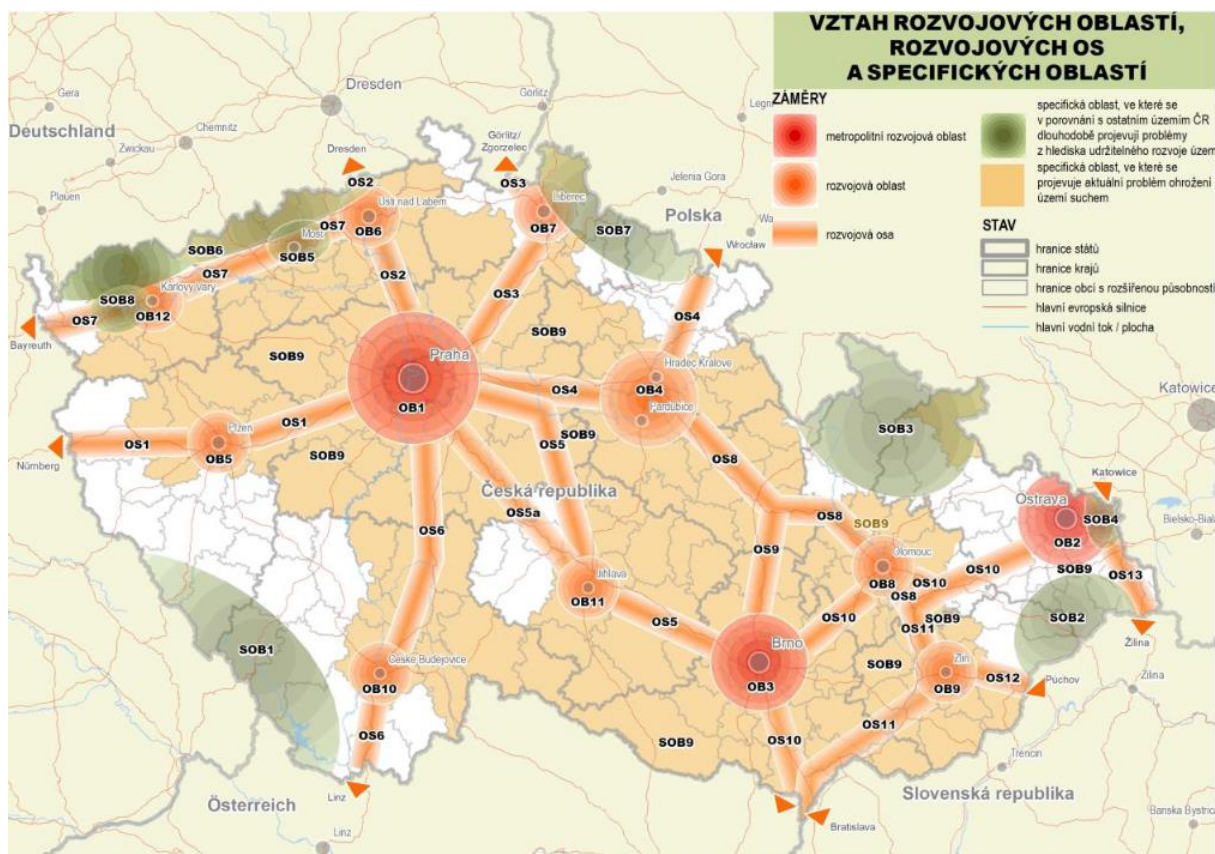 VZTAH ROZVOJOVÝCH OBLASTÍ,
ROZVOJOVÝCH OS
A SPECIFICKÝCH OBLASTÍ
ZÁMĚRY
metropolitní rozvojová oblast
rozvojová oblast
rozvojová osa
specifická oblast, ve které se
v porovnání s ostatním územím ČR
dlouhodobě projevují problémy
z hlediska udržitelného rozvoje územ
specifická oblast, ve které se
projevuje aktuální problém ohrožení
území suchem
STAV
hranice států
hranice krajů
hranice obcí s rozšířenou působností
hlavní evropská silnice
hlavní vodní tok / plocha
Dresden
Gera
Görlitz
Legni
Deutschland
Chemnitz
Zwickau
Dresden
Görlitz/
Zgorzelec
Plauen
OS2
OS3
Jelenia Gora
Liberec
Ústí nad Labem
OS7
OB6
OB7
Polska
Wa
Most
SOB6
SOB5
SOB7
Wrocław
OS7
OS2
SOB8
Karlovy Vary
OS3
OS7
OB12
OS4
Bayreuth
SOB9
SOB9
Praha
Hradec Králové
OB1
OS4
OB4
Pardubice
Katowice
Plzeň
OS1
OS1
OB5
SOB9
OS5
SOB3
Nürnberg
SOB9
OS8
Česká republika
Katowice
OS5a
Ostrava
OS8
SOB9
SOB4
OS6
Bielsko-Biala
OB2
OS9
Olomouc
OS10
SOB9
OS13
Jihlava
OB8
OS10
OB11
OS8
OS5
OS10
OS11
SOB9
SOB2
Žilina
SOB1
Brno
SOB9
Zlín
České Budějovice
OB3
OB9
OS12
Púchov
Žilina
OB10
OS11
OS6
SOB9
OS10
Trenčín
Linz
Österreich
Slovenská republika
Linz
Bratislava
Banska Bystrica